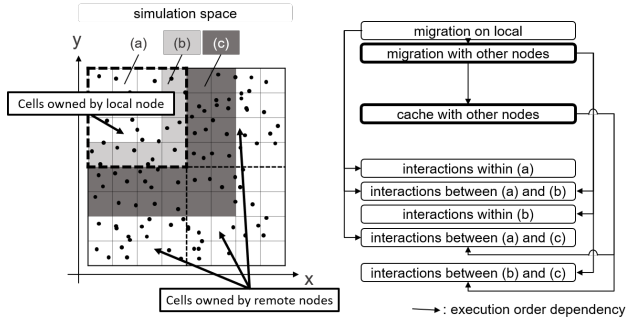 simulation space
y
(a)
(b)
(c)
Cells owned by local node
x
Cells owned by remote nodes
migration on local
migration with other nodes
cache with other nodes
interactions within (a)
interactions between (a) and (b)
interactions within (b)
interactions between (a) and (c)
interactions between (b) and (c)
: execution order dependency